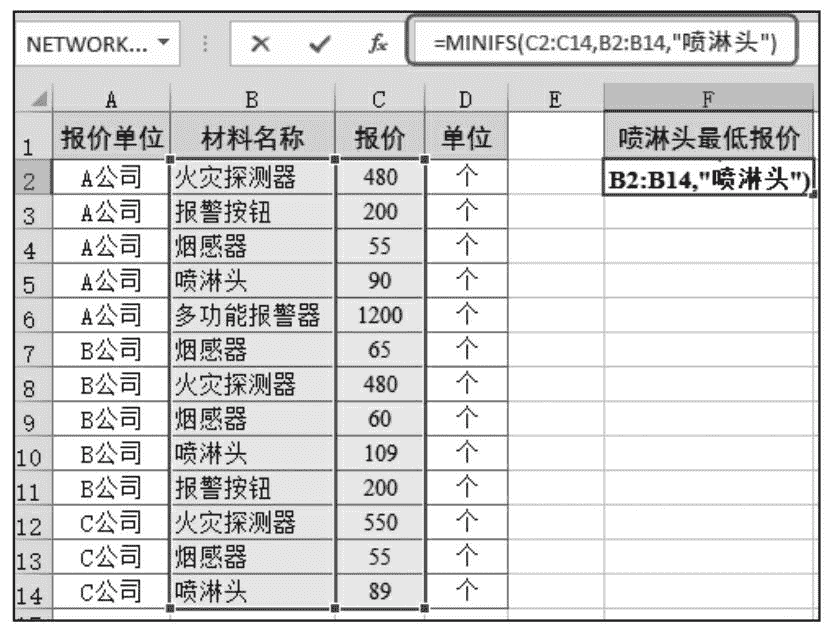 NETWORK... =MINIFS(C2:C14,B2:B14,"喷淋头")
A B C D E F
1 报价单位 材料名称 报价 单位 喷淋头最低报价
2 A公司 火灾探测器 480 个 B2:B14,"喷淋头")
3 A公司 报警按钮 200 个
4 A公司 烟感器 55 个
5 A公司 喷淋头 90 个
6 A公司 多功能报警器 1200 个
7 B公司 烟感器 65 个
8 B公司 火灾探测器 480 个
9 B公司 烟感器 60 个
10 B公司 喷淋头 109 个
11 B公司 报警按钮 200 个
12 C公司 火灾探测器 550 个
13 C公司 烟感器 55 个
14 C公司 喷淋头 89 个